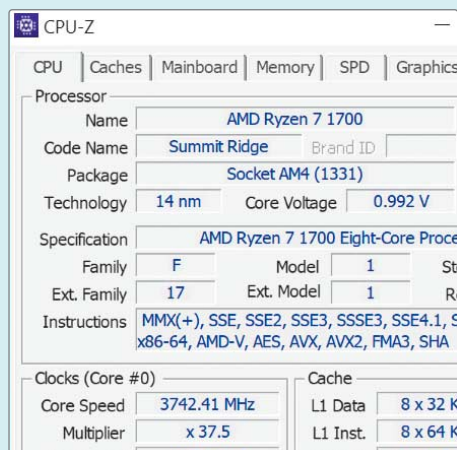 CPU-Z
CPU Caches Mainboard Memory SPD Graphics
Processor
Name AMD Ryzen 7 1700
Code Name Summit Ridge Brand ID
Package Socket AM4 (1331)
Technology 14 nm Core Voltage 0.992 V
Specification AMD Ryzen 7 1700 Eight-Core Proce
Family F Model 1 St
Ext. Family 17 Ext. Model 1 R
Instructions MMX(+), SSE, SSE2, SSE3, SSSE3, SSE4.1, S
x86-64, AMD-V, AES, AVX, AVX2, FMA3, SHA
Clocks (Core #0) Cache
Core Speed 3742.41 MHz L1 Data 8 x 32 K
Multiplier x 37.5 L1 Inst. 8 x 64 K